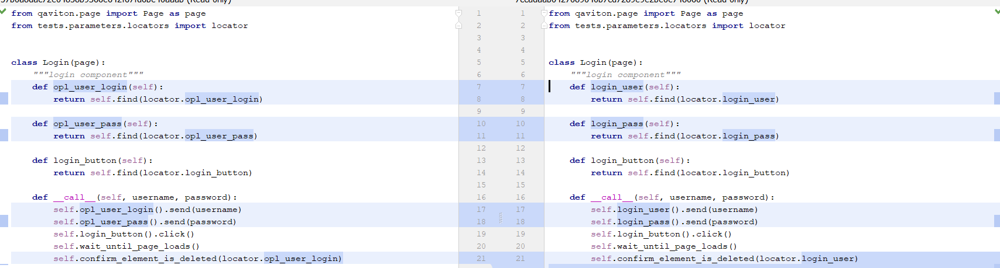 (Read-only)
from qaviton.page import Page as page
from tests.parameters.locators import locator
class Login(page):
"""login component"""
def opl_user_login(self):
return self.find(locator.opl_user_login)
def opl_user_pass(self):
return self.find(locator.opl_user_pass)
def login_button(self):
return self.find(locator.login_button)
def __call__(self, username, password):
self.opl_user_login().send(username)
self.opl_user_pass().send(password)
self.login_button().click()
self.wait_until_page_loads()
self.confirm_element_is_deleted(locator.opl_user_login)
1 1
2 2
3 3
4 4
5 5
6 6
7 7
8 8
9 9
10 10
11 11
12 12
13 13
14 14
15 15
16 16
17 17
18 18
19 19
20 20
21 21
(Read-only)
from qaviton.page import Page as page
from tests.parameters.locators import locator
class Login(page):
"""login component"""
def login_user(self):
return self.find(locator.login_user)
def login_pass(self):
return self.find(locator.login_pass)
def login_button(self):
return self.find(locator.login_button)
def __call__(self, username, password):
self.login_user().send(username)
self.login_pass().send(password)
self.login_button().click()
self.wait_until_page_loads()
self.confirm_element_is_deleted(locator.login_user)